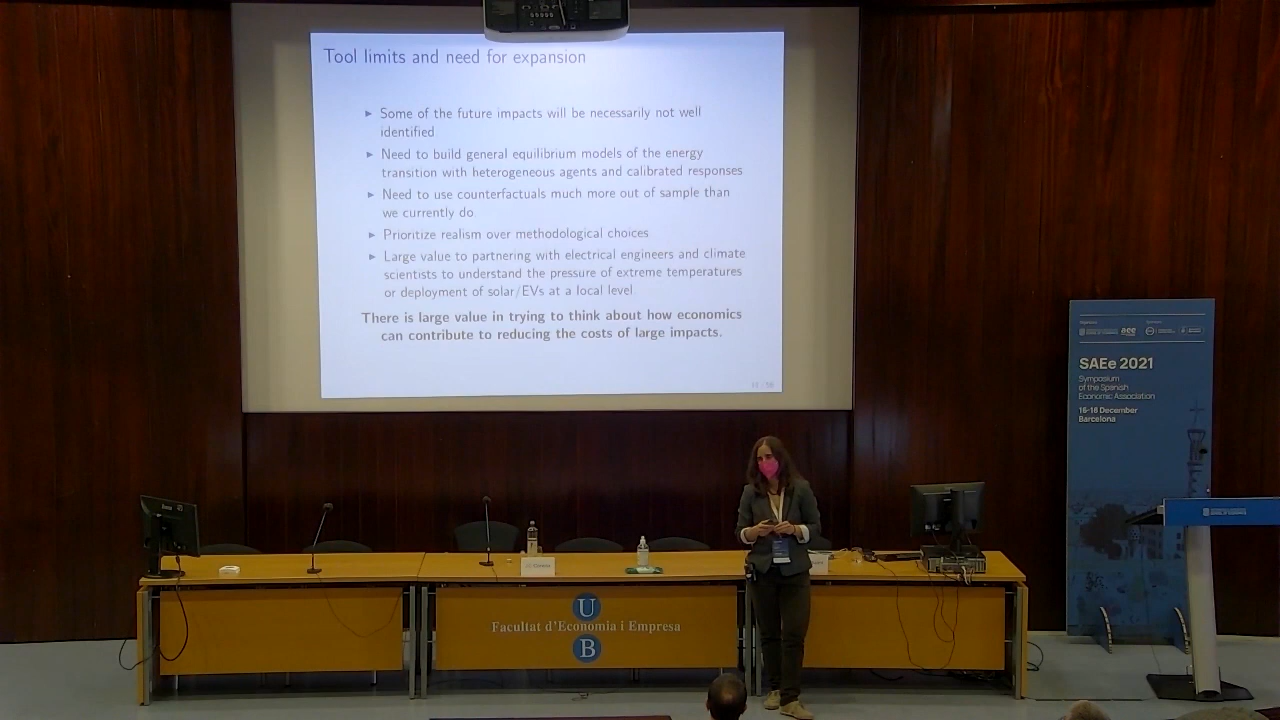 Tool limits and need for expansion
Some of the future impacts will be necessarily not well
identified
Need to build general equilibrium models of the energy
transition with heterogeneous agents and calibrated responses
Need to use counterfactuals much more out of sample than
we currently do
Prioritize realism over methodological choices
Large value to partnering with electrical engineers and climate
scientists to understand the pressure of extreme temperatures
or deployment of solar/EVs at a local level
There is large value in trying to think about how economics
can contribute to reducing the costs of large impacts.
aee
SAEe 2021
Symposium
of the Spanish
Economic Association
16-18 December
Barcelona
U
Facultat d'Economia i Empresa
B